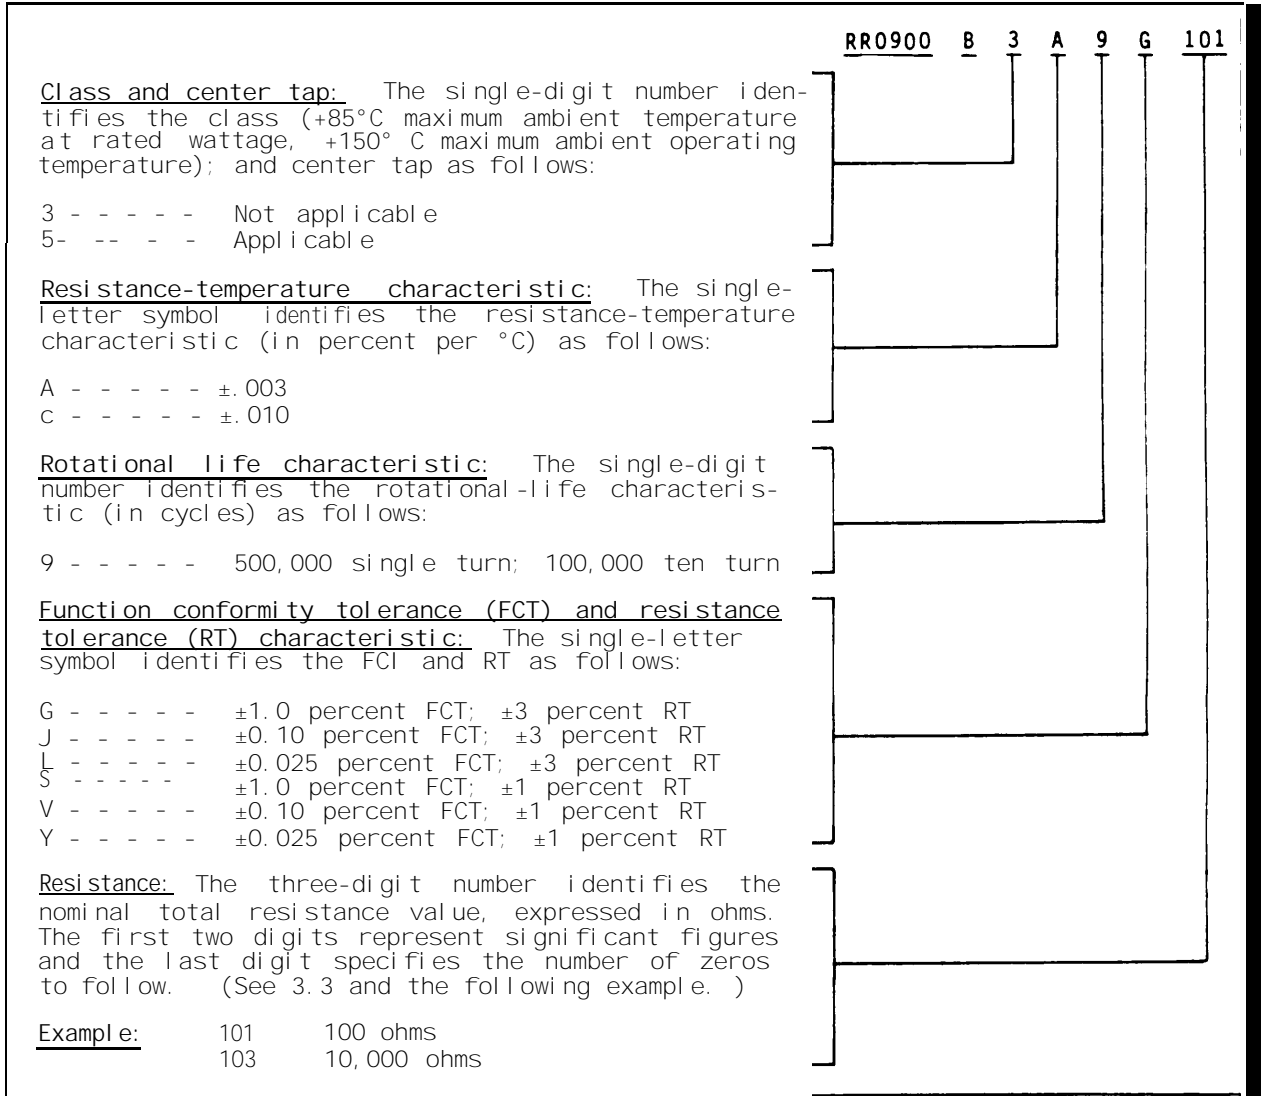 RR0900 B 3 A 9 G 101
Class and center tap: The single-digit number iden-
tifies the class (+85°C maximum ambient temperature
at rated wattage, +150° C maximum ambient operating
temperature); and center tap as follows:
3 - - - - - Not applicable
5- -- - - Applicable
Resistance-temperature characteristic: The single-
letter symbol identifies the resistance-temperature
characteristic (in percent per °C) as follows:
A - - - - - ±.003
c - - - - - ±.010
Rotational life characteristic: The single-digit
number identifies the rotational-life characteris-
tic (in cycles) as follows:
9 - - - - - 500,000 single turn; 100,000 ten turn
Function conformity tolerance (FCT) and resistance
tolerance (RT) characteristic: The single-letter
symbol identifies the FCI and RT as follows:
G - - - - - ±1.0 percent FCT; ±3 percent RT
J - - - - - ±0.10 percent FCT; ±3 percent RT
L - - - - - ±0.025 percent FCT; ±3 percent RT
S - - - - - ±1.0 percent FCT; ±1 percent RT
V - - - - - ±0.10 percent FCT; ±1 percent RT
Y - - - - - ±0.025 percent FCT; ±1 percent RT
Resistance: The three-digit number identifies the
nominal total resistance value, expressed in ohms.
The first two digits represent significant figures
and the last digit specifies the number of zeros
to follow. (See 3.3 and the following example. )
Example: 101 100 ohms
103 10,000 ohms